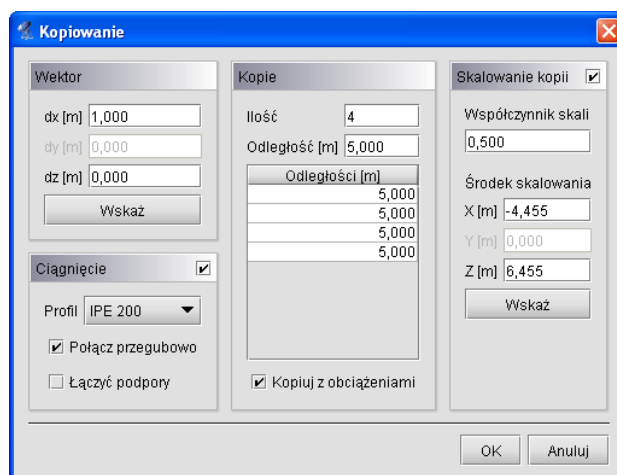 Kopiowanie
Wektor
dx [m] 1,000
dy [m] 0,000
dz [m] 0,000
Wskaż
Ciągnięcie
Profil IPE 200
Połącz przegubowo
Łączyć podpory
Kopie
Ilość 4
Odległość [m] 5,000
Odległości [m]
5,000
5,000
5,000
5,000
Kopiuj z obciążeniami
Skalowanie kopii
Współczynnik skali
0,500
Środek skalowania
X [m] -4,455
Y [m] 0,000
Z [m] 6,455
Wskaż
OK Anuluj